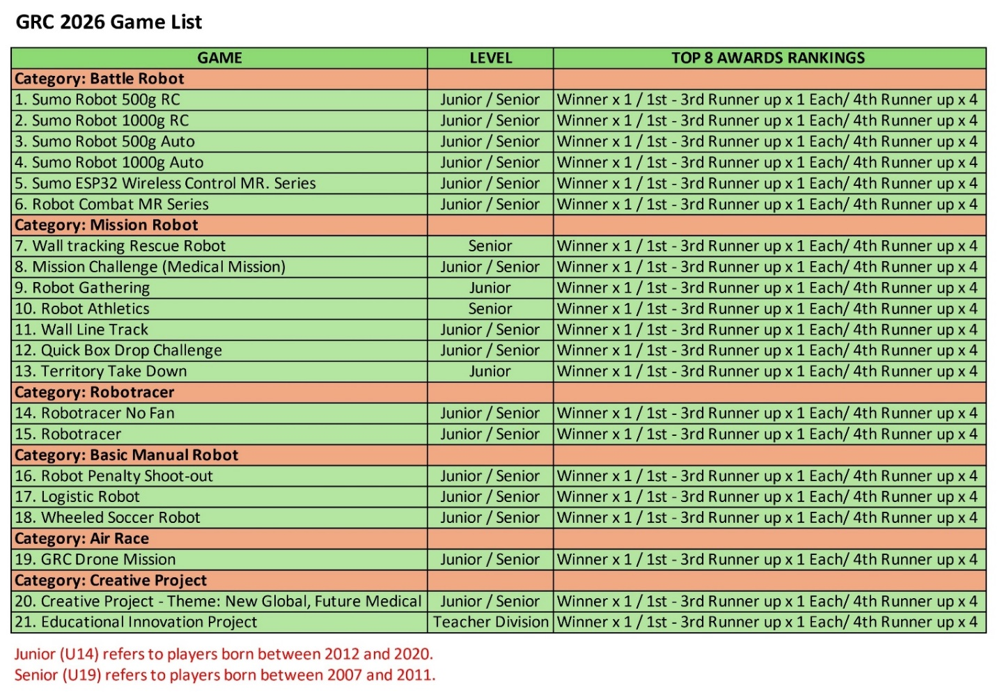 GRC 2026 Game List
GAME LEVEL TOP 8 AWARDS RANKINGS
Category: Battle Robot
1. Sumo Robot 500g RC Junior / Senior Winner x 1 / 1st - 3rd Runner up x 1 Each/ 4th Runner up x 4
2. Sumo Robot 1000g RC Junior / Senior Winner x 1 / 1st - 3rd Runner up x 1 Each/ 4th Runner up x 4
3. Sumo Robot 500g Auto Junior / Senior Winner x 1 / 1st - 3rd Runner up x 1 Each/ 4th Runner up x 4
4. Sumo Robot 1000g Auto Junior / Senior Winner x 1 / 1st - 3rd Runner up x 1 Each/ 4th Runner up x 4
5. Sumo ESP32 Wireless Control MR. Series Junior / Senior Winner x 1 / 1st - 3rd Runner up x 1 Each/ 4th Runner up x 4
6. Robot Combat MR Series Junior / Senior Winner x 1 / 1st - 3rd Runner up x 1 Each/ 4th Runner up x 4
Category: Mission Robot
7. Wall tracking Rescue Robot Senior Winner x 1 / 1st - 3rd Runner up x 1 Each/ 4th Runner up x 4
8. Mission Challenge (Medical Mission) Junior / Senior Winner x 1 / 1st - 3rd Runner up x 1 Each/ 4th Runner up x 4
9. Robot Gathering Junior Winner x 1 / 1st - 3rd Runner up x 1 Each/ 4th Runner up x 4
10. Robot Athletics Senior Winner x 1 / 1st - 3rd Runner up x 1 Each/ 4th Runner up x 4
11. Wall Line Track Junior / Senior Winner x 1 / 1st - 3rd Runner up x 1 Each/ 4th Runner up x 4
12. Quick Box Drop Challenge Junior / Senior Winner x 1 / 1st - 3rd Runner up x 1 Each/ 4th Runner up x 4
13. Territory Take Down Junior Winner x 1 / 1st - 3rd Runner up x 1 Each/ 4th Runner up x 4
Category: Robotracer
14. Robotracer No Fan Junior / Senior Winner x 1 / 1st - 3rd Runner up x 1 Each/ 4th Runner up x 4
15. Robotracer Junior / Senior Winner x 1 / 1st - 3rd Runner up x 1 Each/ 4th Runner up x 4
Category: Basic Manual Robot
16. Robot Penalty Shoot-out Junior / Senior Winner x 1 / 1st - 3rd Runner up x 1 Each/ 4th Runner up x 4
17. Logistic Robot Junior / Senior Winner x 1 / 1st - 3rd Runner up x 1 Each/ 4th Runner up x 4
18. Wheeled Soccer Robot Junior / Senior Winner x 1 / 1st - 3rd Runner up x 1 Each/ 4th Runner up x 4
Category: Air Race
19. GRC Drone Mission Junior / Senior Winner x 1 / 1st - 3rd Runner up x 1 Each/ 4th Runner up x 4
Category: Creative Project
20. Creative Project - Theme: New Global, Future Medical Junior / Senior Winner x 1 / 1st - 3rd Runner up x 1 Each/ 4th Runner up x 4
21. Educational Innovation Project Teacher Division Winner x 1 / 1st - 3rd Runner up x 1 Each/ 4th Runner up x 4
Junior (U14) refers to players born between 2012 and 2020.
Senior (U19) refers to players born between 2007 and 2011.